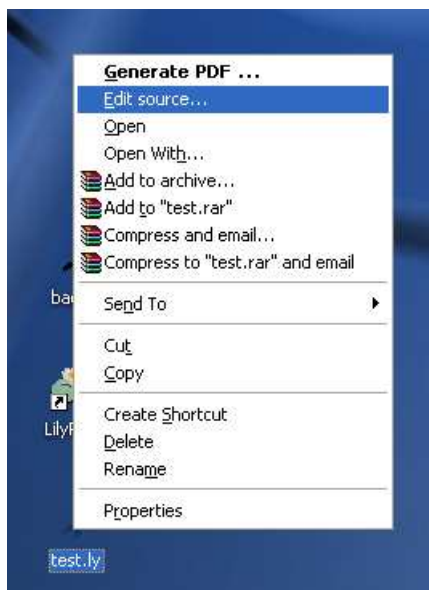 Generate PDF ...
Edit source...
Open
Open With...
Add to archive...
Add to "test.rar"
Compress and email...
Compress to "test.rar" and email
Send To
Cut
Copy
Create Shortcut
Delete
Rename
Properties
test.ly